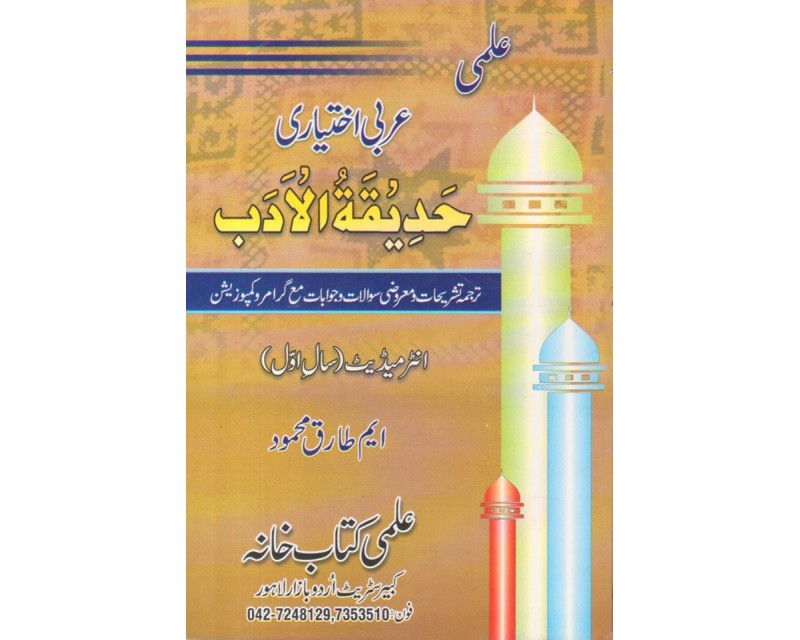 علمی
عربی اختیاری
حَدِیْقَةُ الْاَدَب
ترجمہ تشریحات و معروضی سوالات و جوابات مع گرامر و کمپوزیشن
انٹرمیڈیٹ (سالِ اوّل)
ایم طارق محمود
علمی کتاب خانہ
کبیر سٹریٹ اُردو بازار لاہور
فون: 042-7248129,7353510